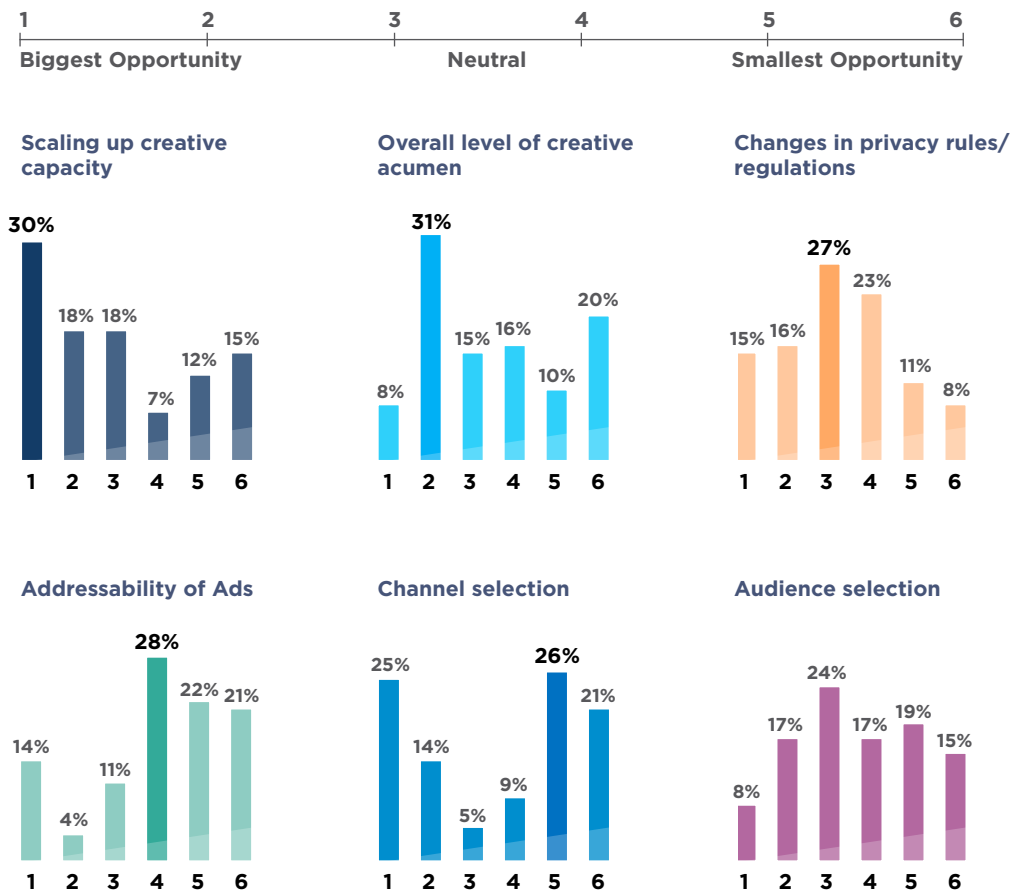 1 2 3 4 5 6
Biggest Opportunity Neutral Smallest Opportunity
Scaling up creative
capacity
30%
18% 18%
7%
12%
15%
1 2 3 4 5 6
Overall level of creative
acumen
8%
31%
15%
16%
10%
20%
1 2 3 4 5 6
Changes in privacy rules/
regulations
15%
16%
27%
23%
11%
8%
1 2 3 4 5 6
Addressability of Ads
14%
4%
11%
28%
22%
21%
1 2 3 4 5 6
Channel selection
25%
14%
5%
9%
26%
21%
1 2 3 4 5 6
Audience selection
8%
17%
24%
17%
19%
15%
1 2 3 4 5 6